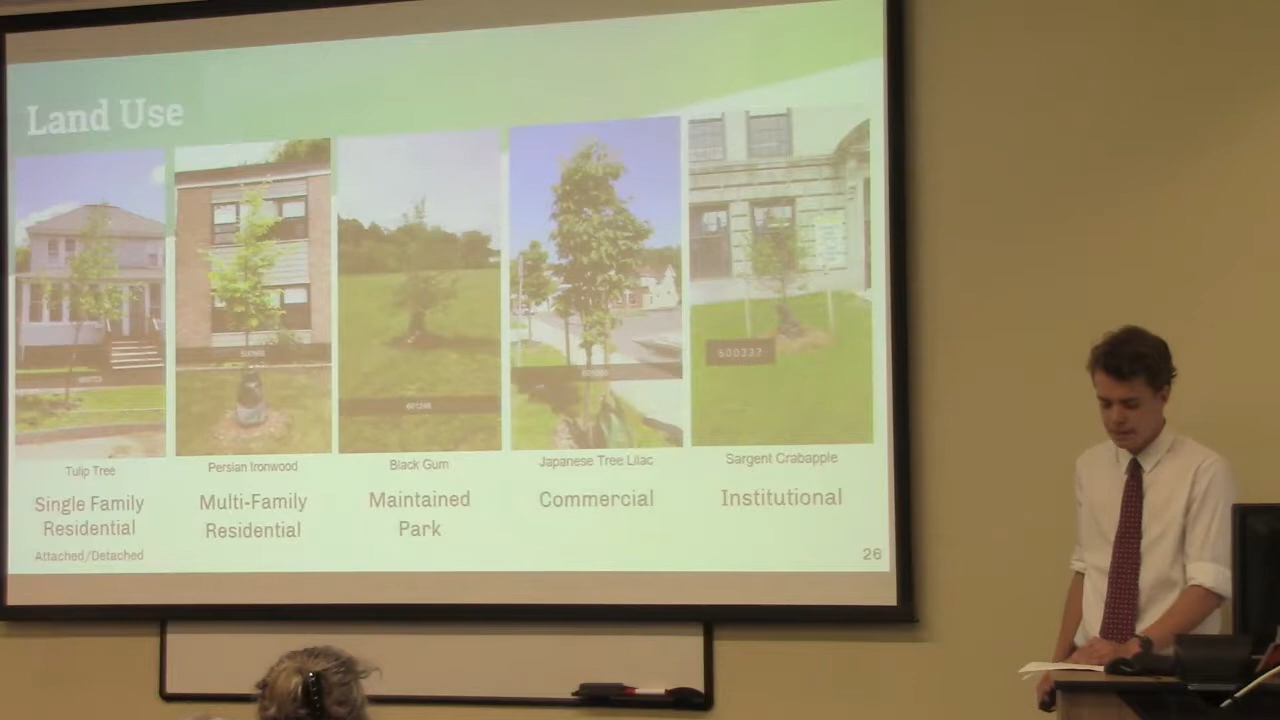 Land Use
600337
Tulip Tree
Single Family
Residential
Attached/Detached
Persian Ironwood
Multi-Family
Residential
Black Gum
Maintained
Park
Japanese Tree Lilac
Commercial
Sargent Crabapple
Institutional
26